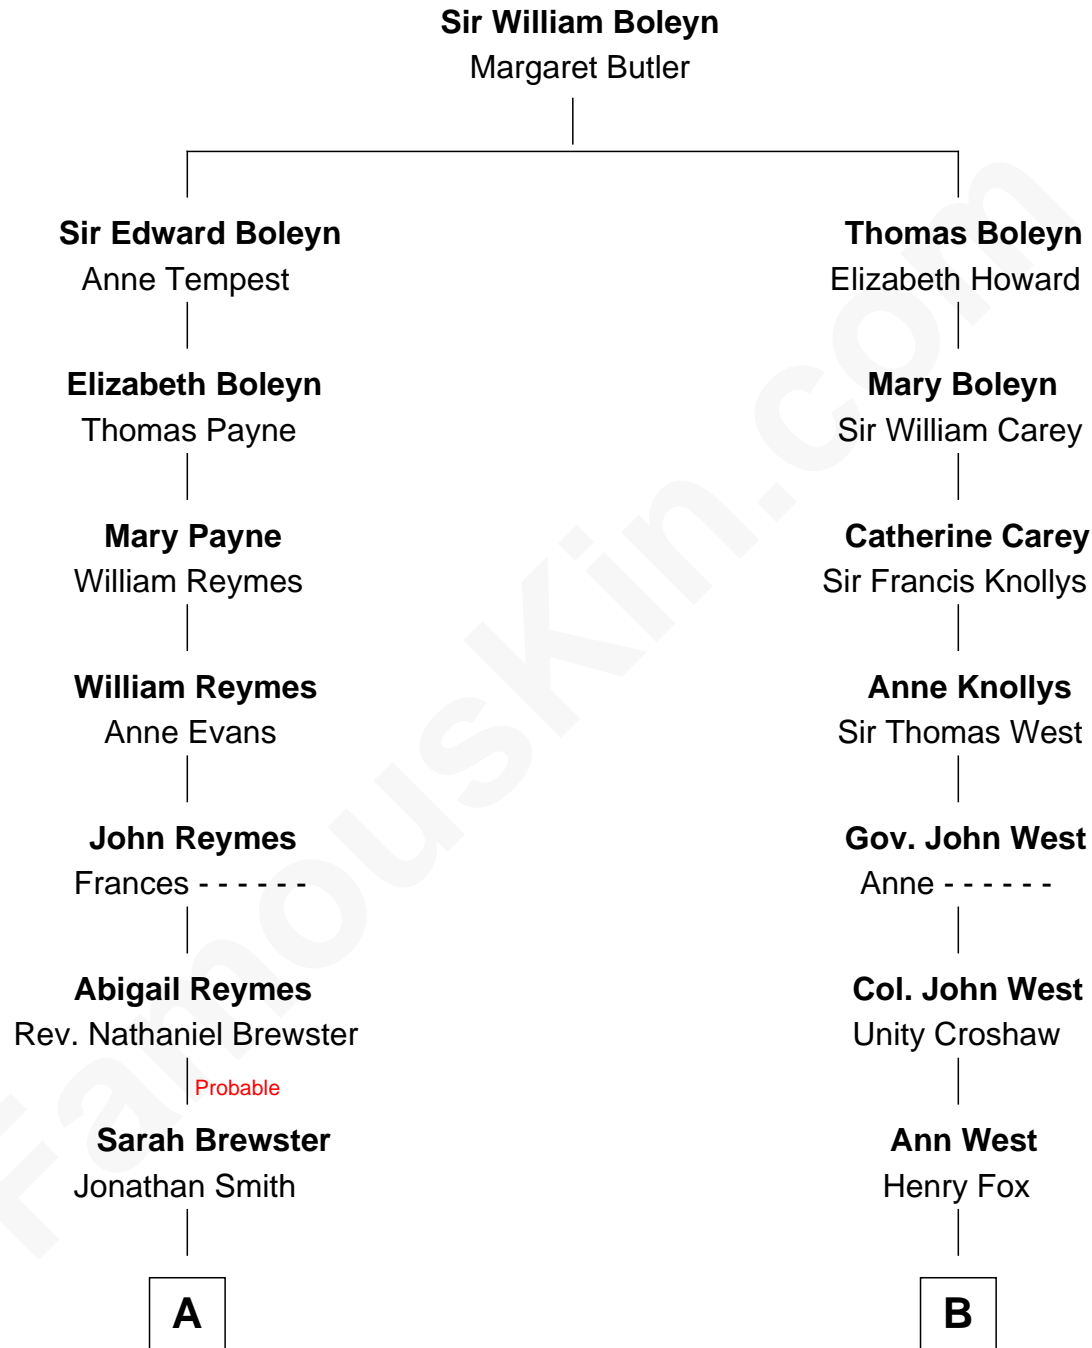 Sir William Boleyn
Margaret Butler
Sir Edward Boleyn
Anne Tempest
Thomas Boleyn
Elizabeth Howard
Elizabeth Boleyn
Thomas Payne
Mary Boleyn
Sir William Carey
Mary Payne
William Reymes
Catherine Carey
Sir Francis Knollys
William Reymes
Anne Evans
Anne Knollys
Sir Thomas West
John Reymes
Frances - - - - - -
Gov. John West
Anne - - - - - -
Abigail Reymes
Rev. Nathaniel Brewster
Probable
Col. John West
Unity Croshaw
Sarah Brewster
Jonathan Smith
Ann West
Henry Fox
A
B
FamousKin.com